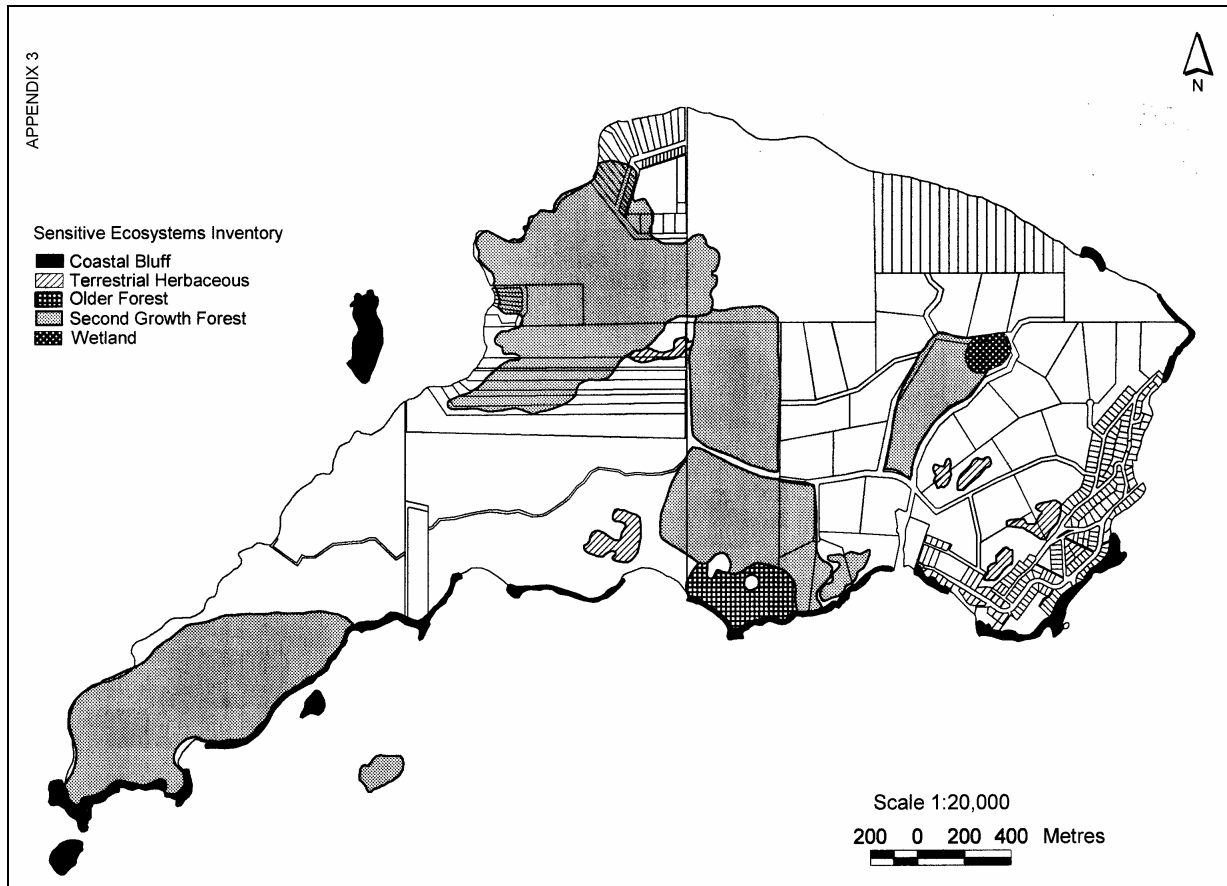 APPENDIX 3
N
Sensitive Ecosystems Inventory
Coastal Bluff
Terrestrial Herbaceous
Older Forest
Second Growth Forest
Wetland
Scale 1:20,000
200 0 200 400 Metres